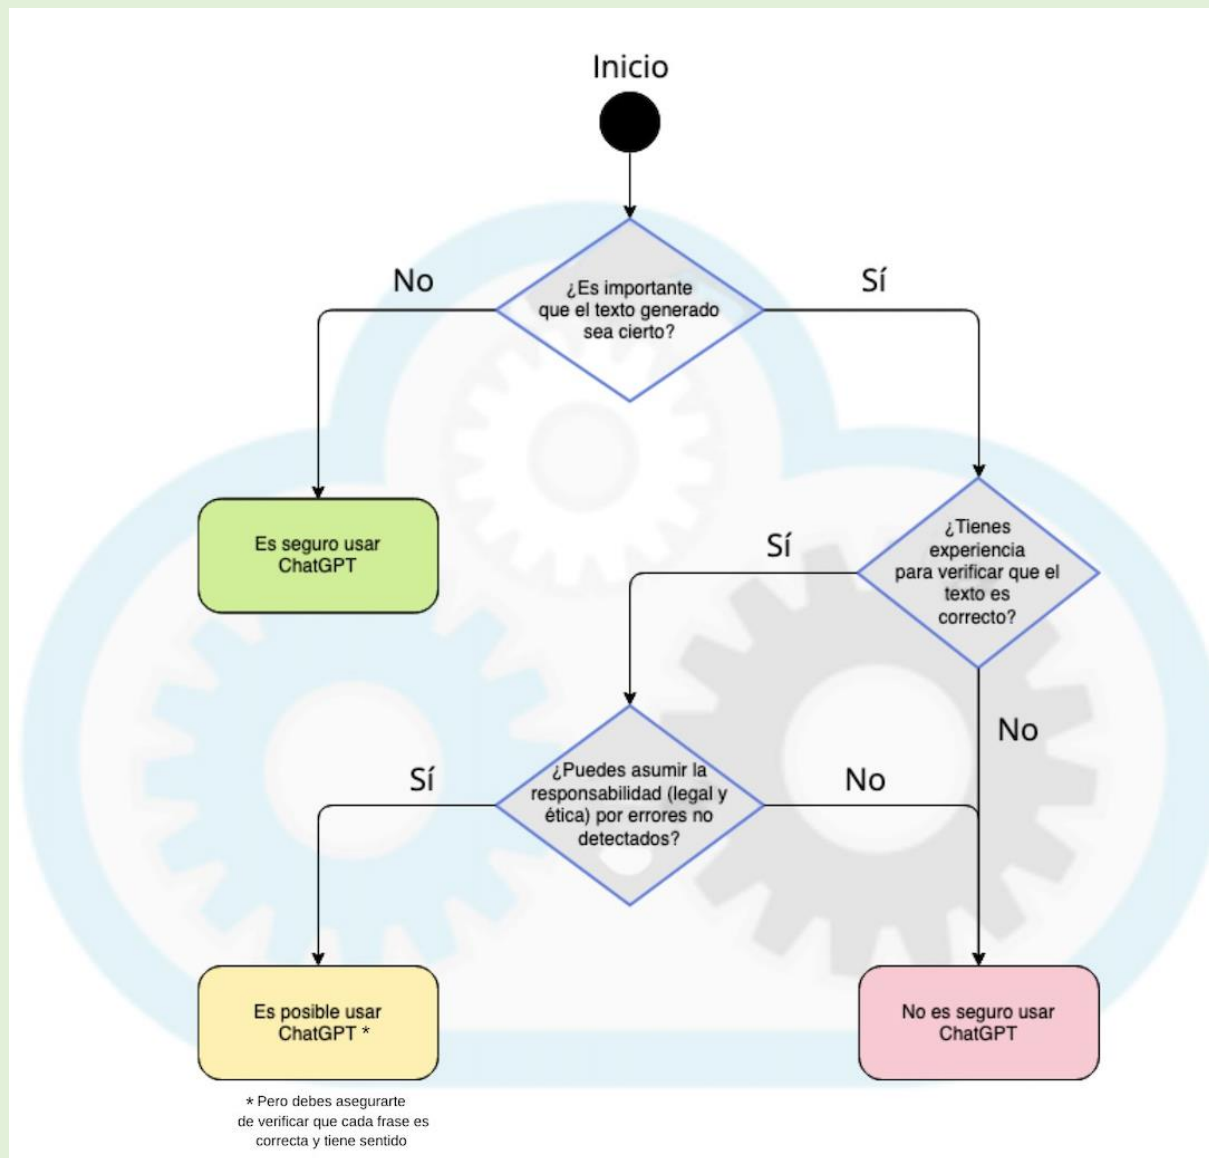 Inicio
No
Sí
¿Es importante
que el texto generado
sea cierto?
Es seguro usar
ChatGPT
Sí
¿Tienes
experiencia
para verificar que el
texto es
correcto?
No
Sí
¿Puedes asumir la
responsabilidad (legal y
ética) por errores no
detectados?
No
Es posible usar
ChatGPT *
No es seguro usar
ChatGPT
* Pero debes asegurarte
de verificar que cada frase es
correcta y tiene sentido